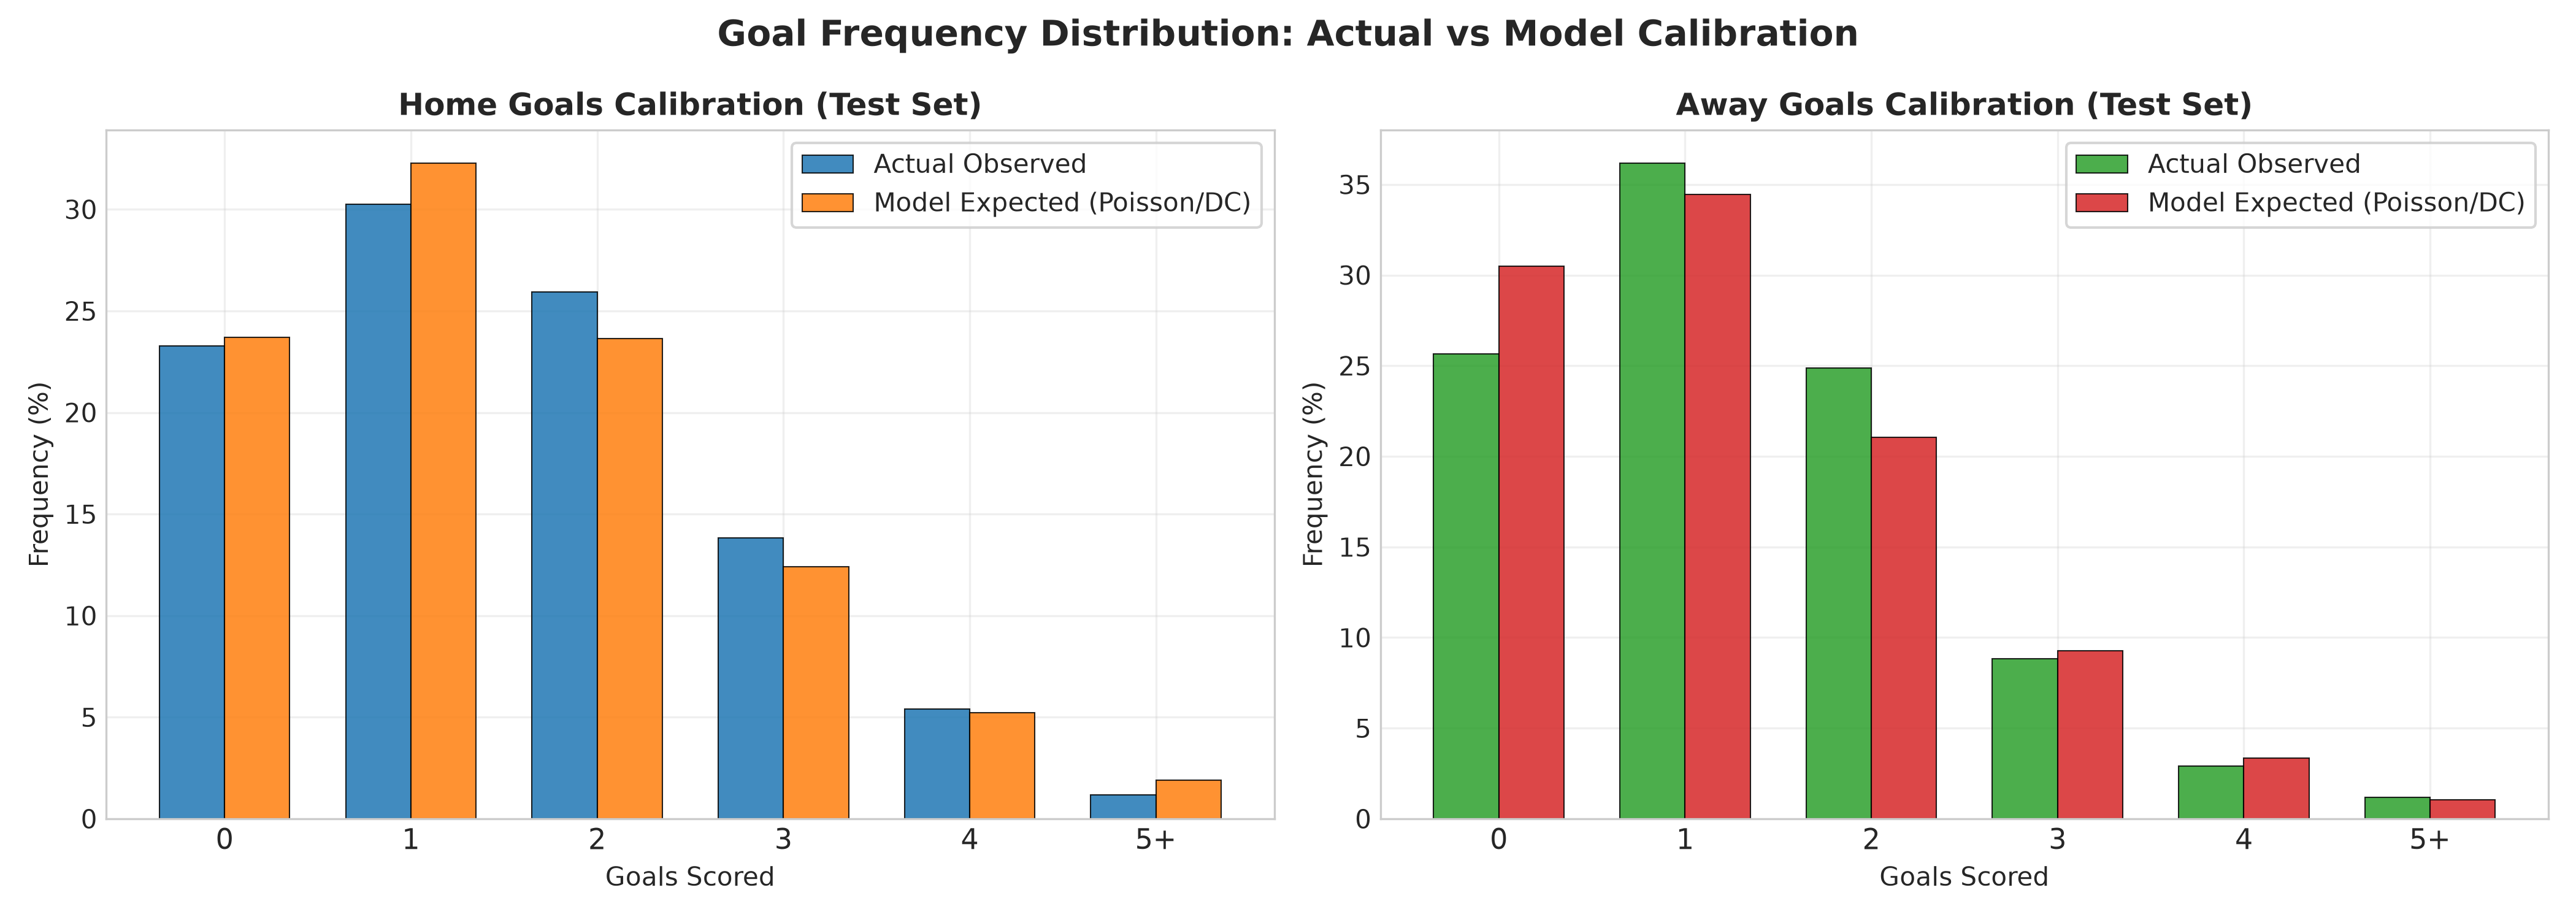 Goal Frequency Distribution: Actual vs Model Calibration
Home Goals Calibration (Test Set)
Actual Observed
Model Expected (Poisson/DC)
Frequency (%)
30
25
20
15
10
5
0
0 1 2 3 4 5+
Goals Scored
Away Goals Calibration (Test Set)
Actual Observed
Model Expected (Poisson/DC)
Frequency (%)
35
30
25
20
15
10
5
0
0 1 2 3 4 5+
Goals Scored